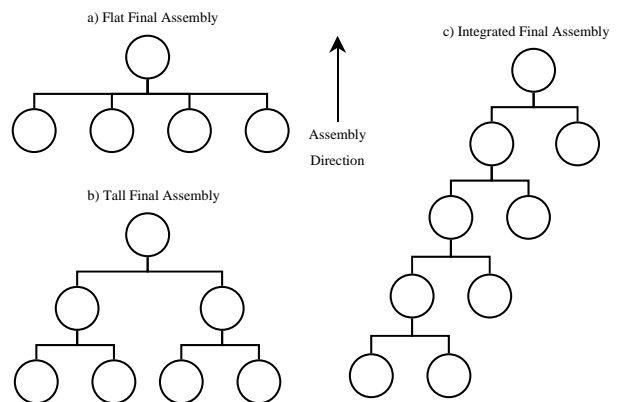 a) Flat Final Assembly
c) Integrated Final Assembly
Assembly
Direction
b) Tall Final Assembly